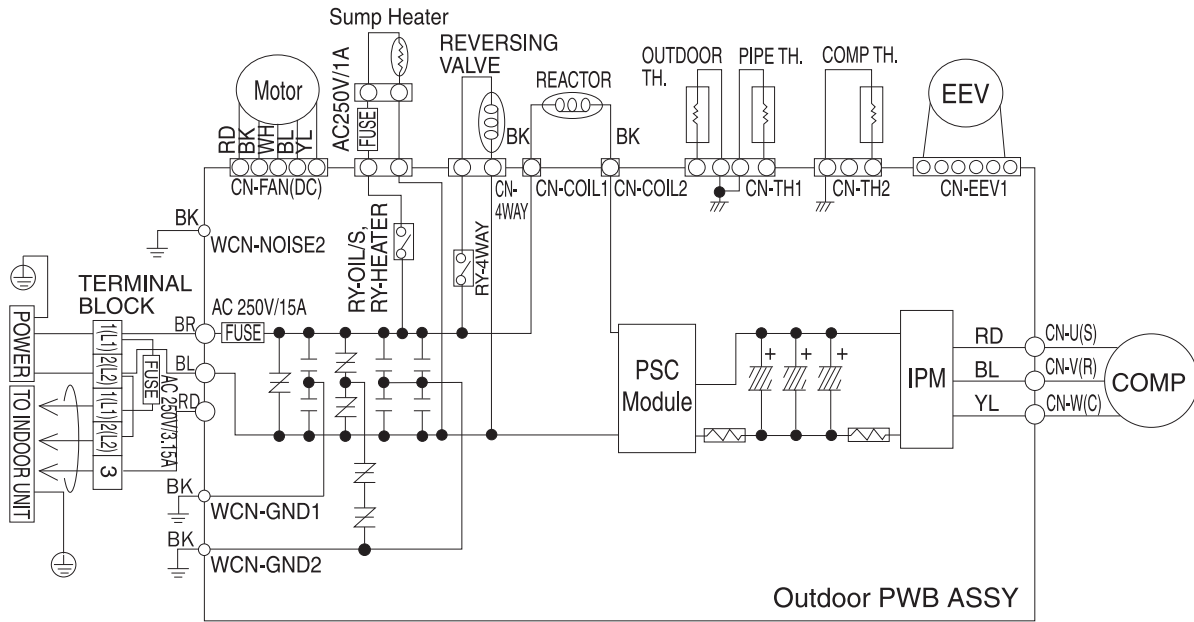 Sump Heater
REVERSING
VALVE
REACTOR
OUTDOOR
TH.
PIPE TH.
COMP TH.
EEV
Motor
AC250V/1A
FUSE
BK
BK
RD
BK
WH
BL
YL
CN-FAN(DC)
CN-
4WAY
CN-COIL1
CN-COIL2
CN-TH1
CN-TH2
CN-EEV1
BK
WCN-NOISE2
RY-OIL/S,
RY-HEATER
RY-4WAY
TERMINAL
BLOCK
AC 250V/15A
FUSE
BR
BL
RD
POWER
TO INDOOR UNIT
1(L1)
2(L2)
1(L1)
2(L2)
3
FUSE
AC 250V/3.15A
PSC
Module
+
+
+
IPM
RD
BL
YL
CN-U(S)
CN-V(R)
CN-W(C)
COMP
BK
WCN-GND1
BK
WCN-GND2
Outdoor PWB ASSY